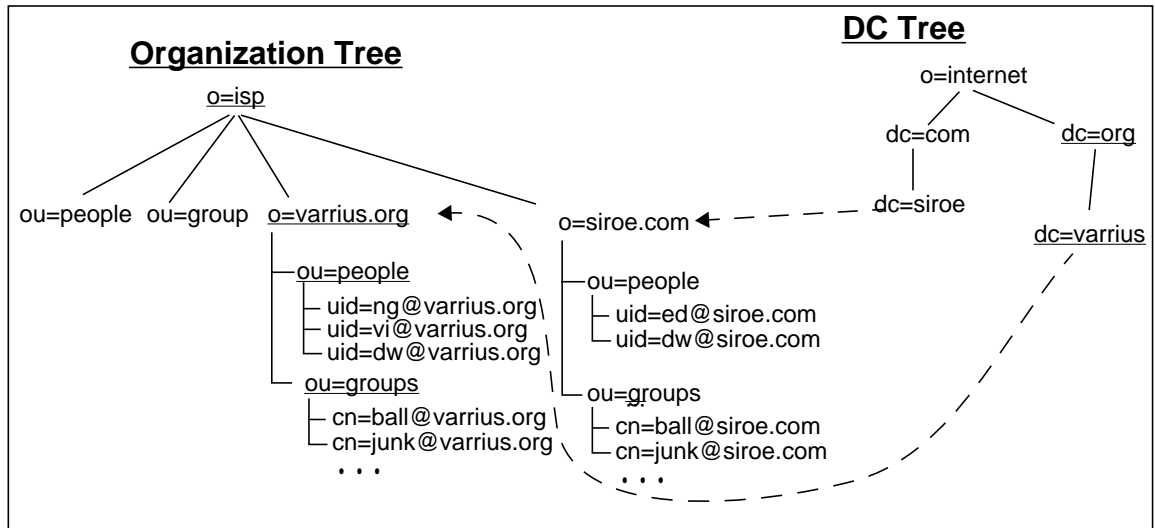 Organization Tree
DC Tree
o=isp
o=internet
dc=com
dc=org
ou=people
ou=group
o=varrius.org
o=siroe.com
dc=siroe
dc=varrius
ou=people
uid=ng@varrius.org
uid=vi@varrius.org
uid=dw@varrius.org
ou=groups
cn=ball@varrius.org
cn=junk@varrius.org
. . .
ou=people
uid=ed@siroe.com
uid=dw@siroe.com
ou=groups
cn=ball@siroe.com
cn=junk@siroe.com
. . .